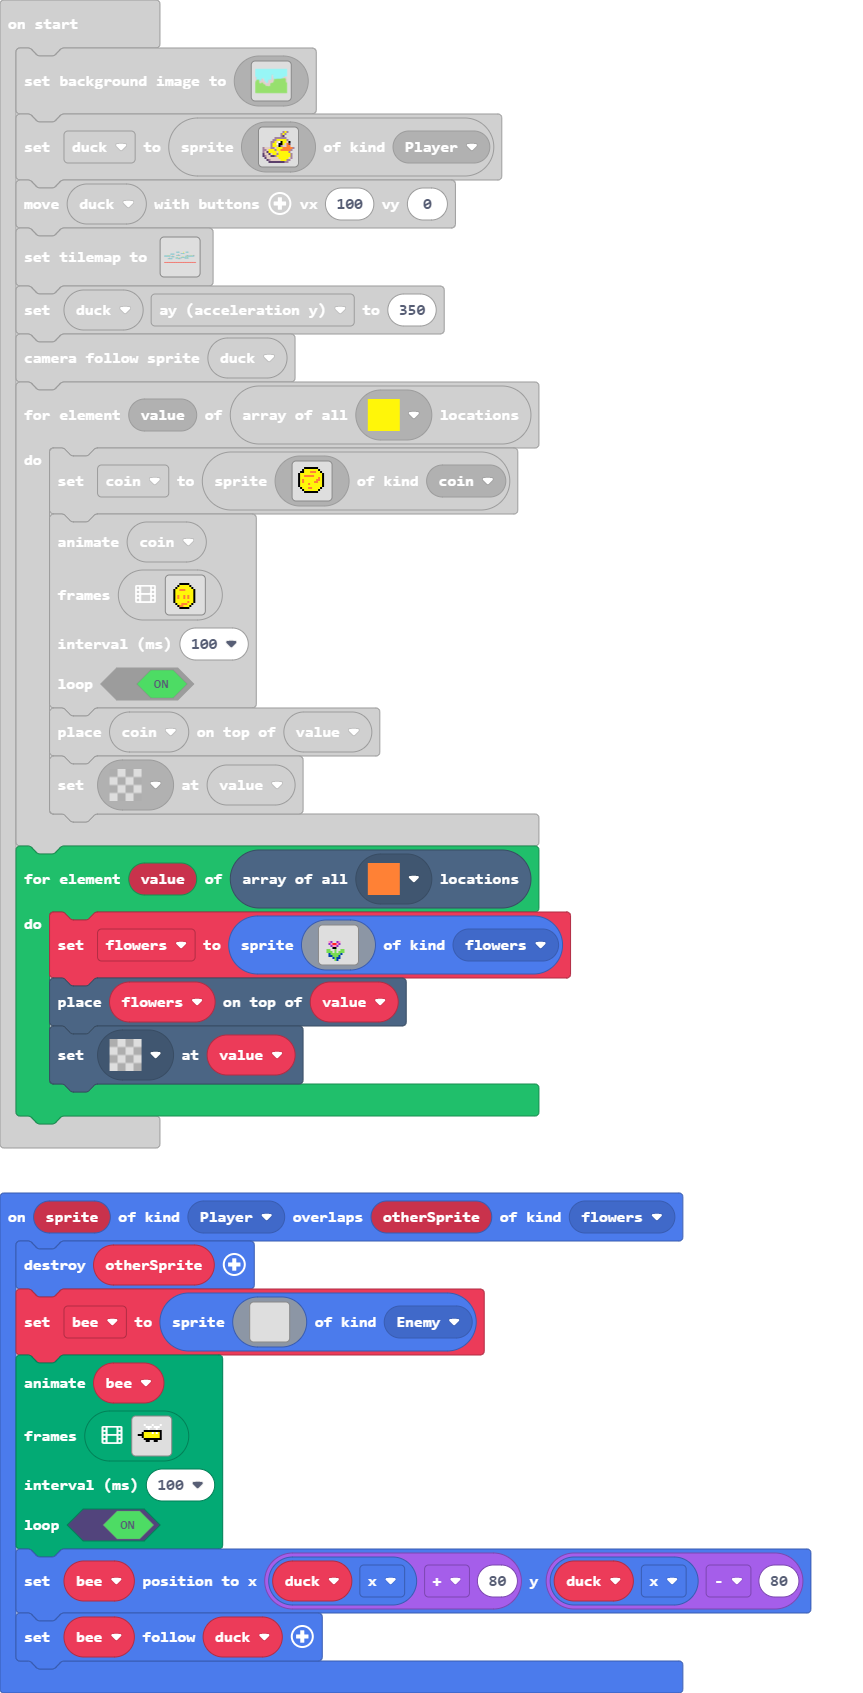 on start
set background image to
set duck to sprite of kind Player
move duck with buttons vx 100 vy 0
set tilemap to
set duck ay (acceleration y) to 350
camera follow sprite duck
for element value of array of all locations
do
set coin to sprite of kind coin
animate coin
frames
interval (ms) 100
loop ON
place coin on top of value
set at value
for element value of array of all locations
do
set flowers to sprite of kind flowers
place flowers on top of value
set at value
on sprite of kind Player overlaps otherSprite of kind flowers
destroy otherSprite
set bee to sprite of kind Enemy
animate bee
frames
interval (ms) 100
loop ON
set bee position to x duck x + 80 y duck x - 80
set bee follow duck